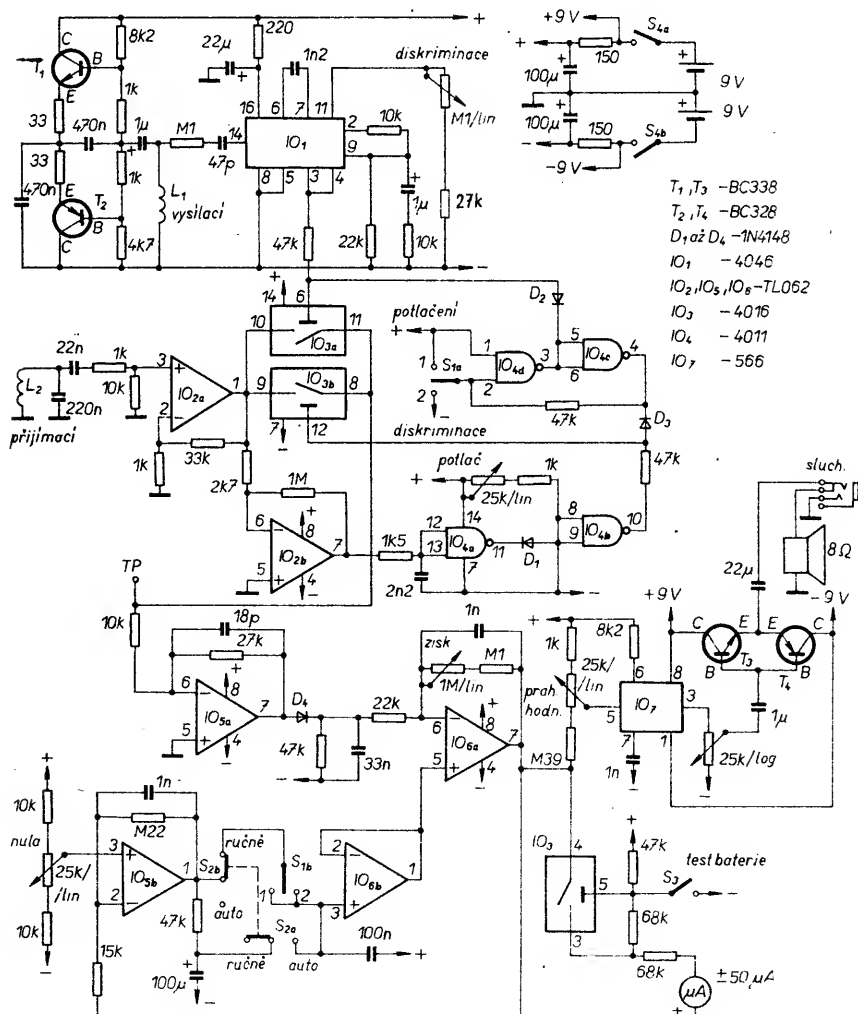 C
8k2
T1
B
E
33
470n
1k
1µ
M1
14
47p
22µ
220
1n2
16
6
7
11
IO1
2
9
8
5
3
4
diskriminace
M1/lin
10k
1µ
10k
22k
27k
47k
33
470n
1k
E
T2
B
C
4k7
L1
vysílací
+
−
+9V
S4a
150
100µ
9V
100µ
150
S4b
9V
−9V
T1, T3 −BC338
T2, T4 −BC328
D1 až D4 −1N4148
IO1 −4046
IO2, IO5, IO6 −TL062
IO3 −4016
IO4 −4011
IO7 −566
14
6
10
11
IO3a
9
8
IO3b
7
12
22n
1k
3
10k
L2
220n
přijímací
IO2a
1
2
1k
33k
2k7
1M
6
8
IO2b
7
5
4
potlačení
1
S1a
2
diskriminace
1
2
IO4d
3
D2
5
6
IO4c
4
47k
D3
47k
potlač
25k/lin
1k
14
12
13
IO4a
11
7
D1
8
9
IO4b
10
1k5
2n2
sluch.
8Ω
22µ
TP
10k
18p
27k
6
8
IO5a
7
5
4
D4
47k
33n
22k
zisk
1n
1M/lin
M1
6
8
IO6a
7
5
4
1k
25k/lin
prah. hodn.
M39
8k2
+9V
−9V
6
8
5
IO7
3
7
1
1n
C
E
E
C
B
T3
T4
B
1µ
25k/log
10k
nula
25k/lin
10k
1n
M22
3
IO5b
1
2
15k
47k
100µ
ručně
S2b
auto
S1b
1
2
S2a
ručně
auto
2
IO6b
1
3
100n
IO3
4
5
3
47k
test baterie
S3
68k
68k
±50µA
µA